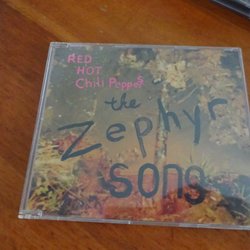 RED
HOT
Chili Peppers
the
Zephyr
Song